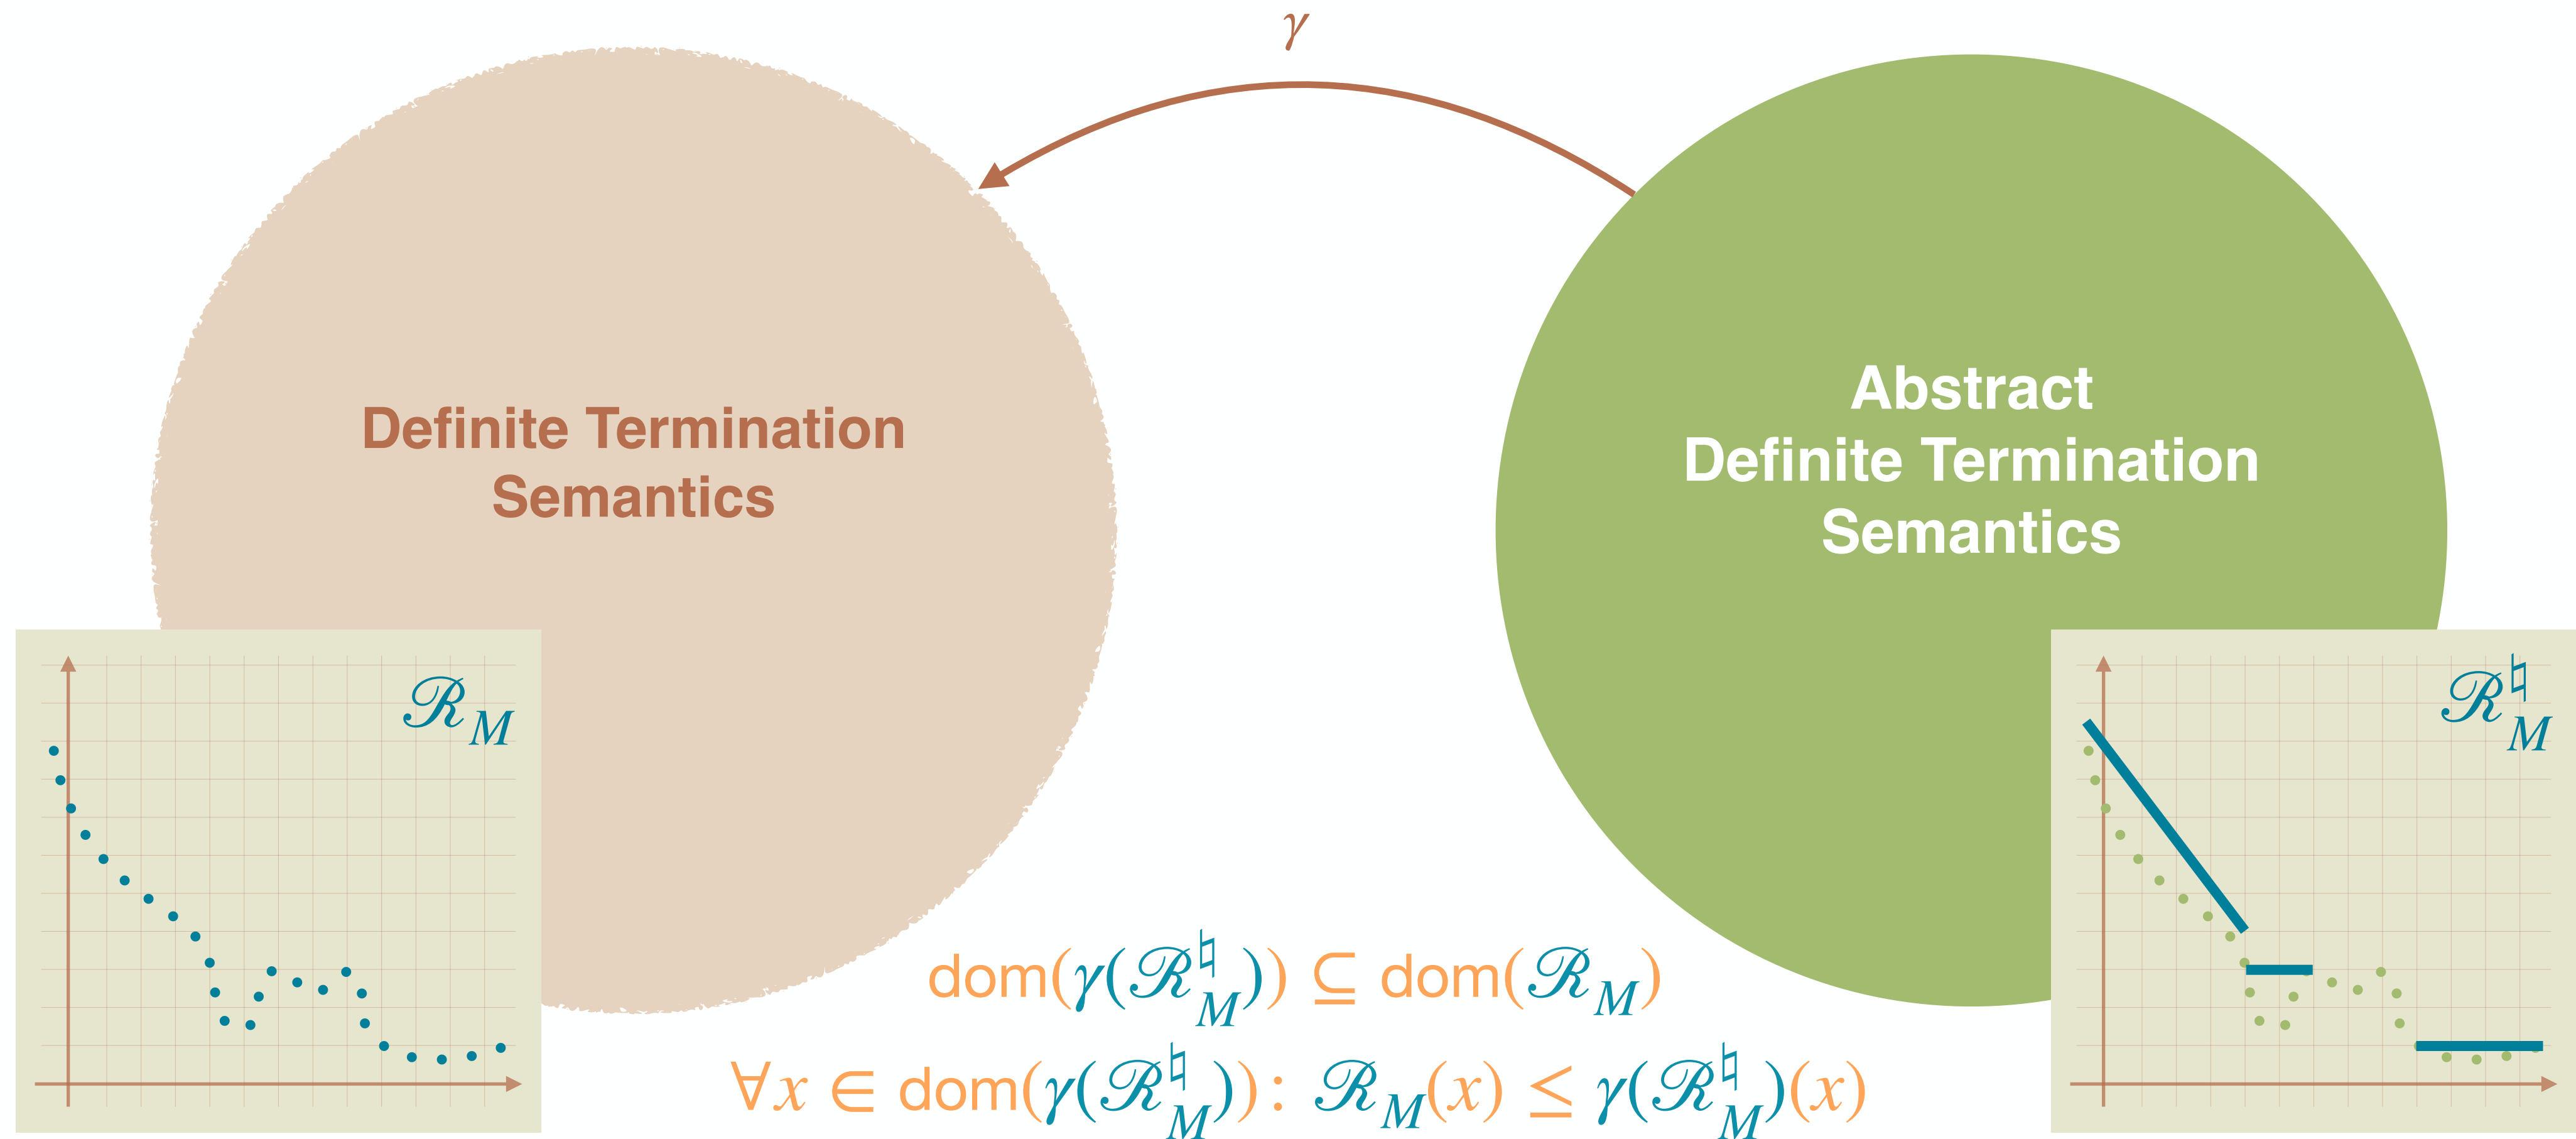 γ
Definite Termination
Semantics
Abstract
Definite Termination
Semantics
ℛ_M
ℛ^♮_M
dom(γ(ℛ^♮_M)) ⊆ dom(ℛ_M)
∀x ∈ dom(γ(ℛ^♮_M)): ℛ_M(x) ≤ γ(ℛ^♮_M)(x)